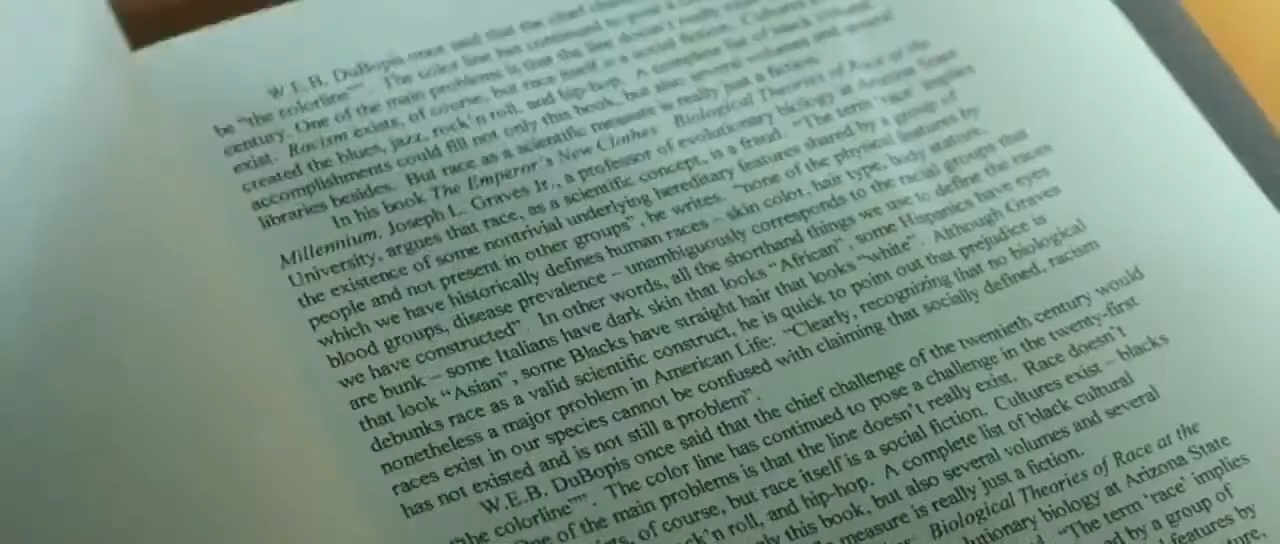 W.E.B. DuBopis once said that the chief
be "the colorline"". The color line has continued to pose a
century. One of the main problems is that the line doesn't really
exist. Racism exists, of course, but race itself is a social fiction. Cultures
created the blues, jazz, rock'n roll, and hip-hop. A complete list of black cultural
accomplishments could fill not only this book, but also several volumes and several
libraries besides. But race as a scientific measure is really just a fiction.
In his book The Emperor's New Clothes: Biological Theories of Race at the
Millennium, Joseph L. Graves Jr., a professor of evolutionary biology at Arizona State
University, argues that race, as a scientific concept, is a fraud. "The term 'race' implies
the existence of some nontrivial underlying hereditary features shared by a group of
people and not present in other groups", he writes. "none of the physical features by
which we have historically defines human races – skin color, hair type, body stature,
blood groups, disease prevalence – unambiguously corresponds to the racial groups that
we have constructed". In other words, all the shorthand things we use to define the races
are bunk – some Italians have dark skin that looks "African", some Hispanics have eyes
that look "Asian", some Blacks have straight hair that looks "white". Although Graves
debunks race as a valid scientific construct, he is quick to point out that prejudice is
nonetheless a major problem in American Life: "Clearly, recognizing that no biological
races exist in our species cannot be confused with claiming that socially defined, racism
has not existed and is not still a problem".
W.E.B. DuBopis once said that the chief challenge of the twentieth century would
the colorline"". The color line has continued to pose a challenge in the twenty-first
One of the main problems is that the line doesn't really exist. Race doesn't
of course, but race itself is a social fiction. Cultures exist – blacks
roll, and hip-hop. A complete list of black cultural
this book, but also several volumes and several
measure is really just a fiction.
Biological Theories of Race at the
biology at Arizona State
"The term 'race' implies
by a group of
features by